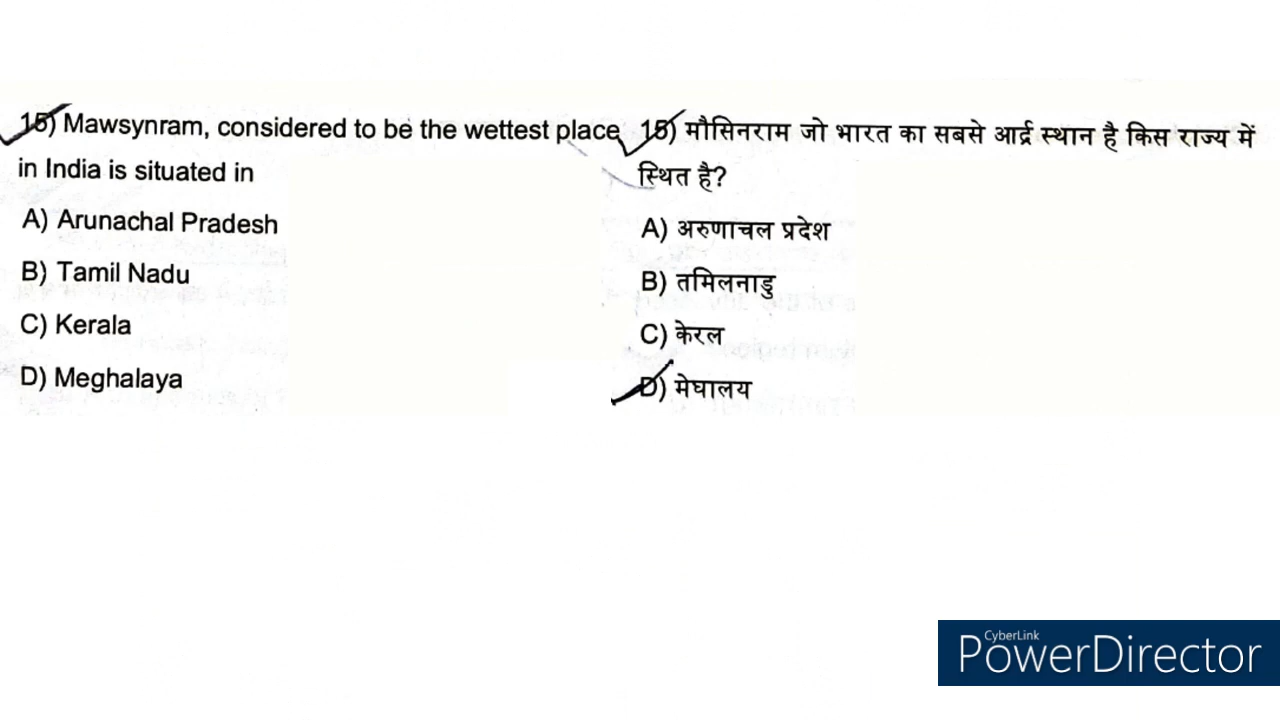 15) Mawsynram, considered to be the wettest place
in India is situated in
A) Arunachal Pradesh
B) Tamil Nadu
C) Kerala
D) Meghalaya
15) मौसिनराम जो भारत का सबसे आर्द्र स्थान है किस राज्य में
स्थित है?
A) अरुणाचल प्रदेश
B) तमिलनाडु
C) केरल
D) मेघालय
CyberLink
PowerDirector